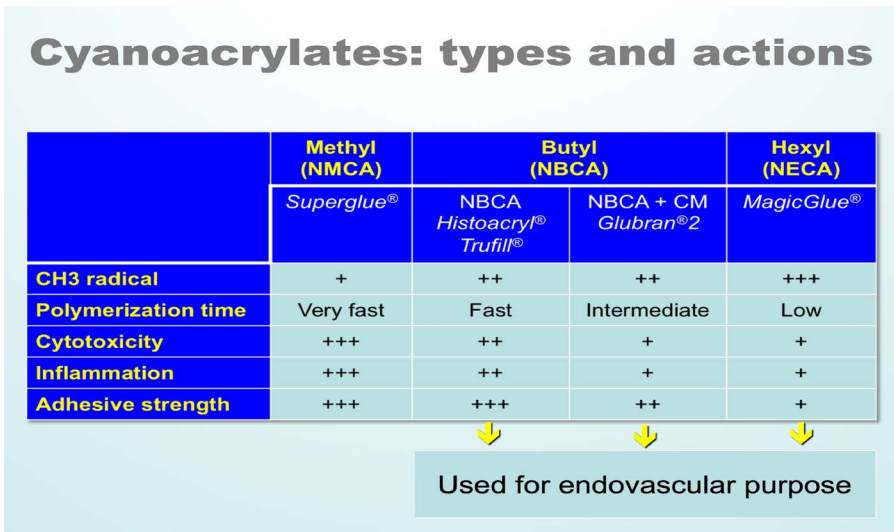 Cyanoacrylates: types and actions
Methyl Butyl Hexyl
(NMCA) (NBCA) (NECA)
Superglue® NBCA NBCA + CM MagicGlue®
Histoacryl® Glubran®2
Trufill®
CH3 radical + ++ ++ +++
Polymerization time Very fast Fast Intermediate Low
Cytotoxicity +++ ++ + +
Inflammation +++ ++ + +
Adhesive strength +++ +++ ++ +
Used for endovascular purpose